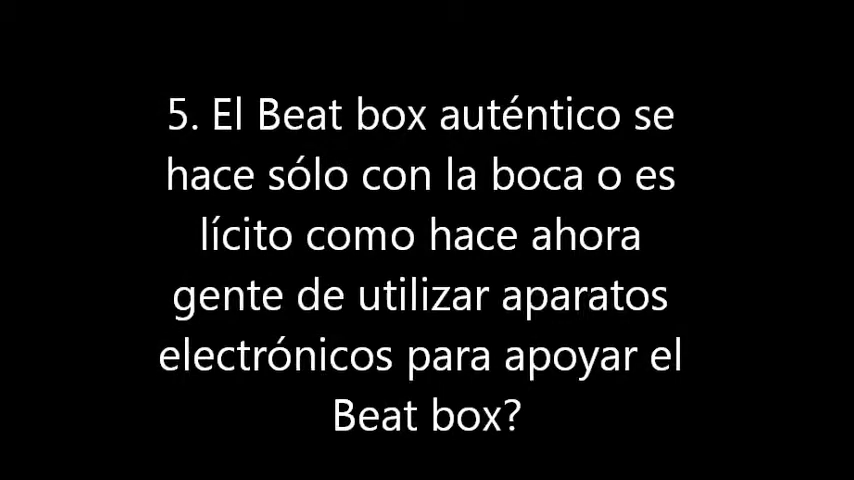 5. El Beat box auténtico se
hace sólo con la boca o es
lícito como hace ahora
gente de utilizar aparatos
electrónicos para apoyar el
Beat box?